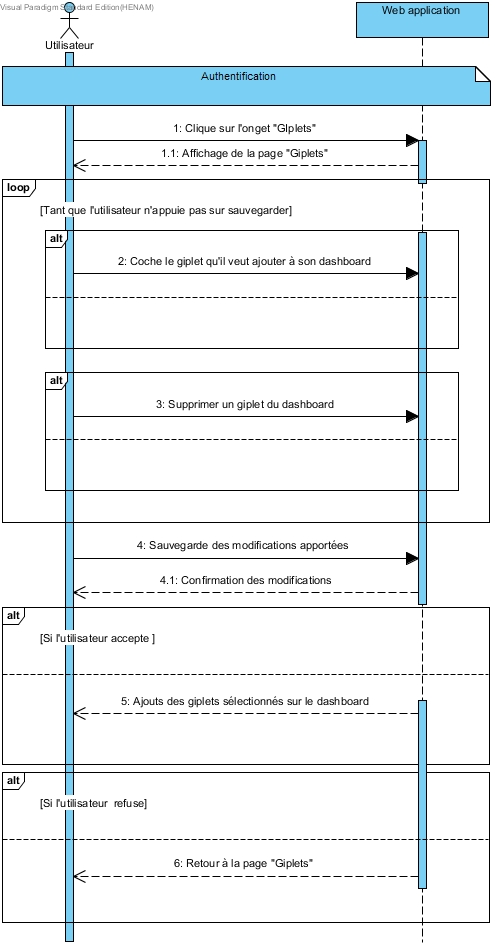 Visual Paradigm Standard Edition(HENAM)
Utilisateur
Web application
Authentification
1: Clique sur l'onget "GIplets"
1.1: Affichage de la page "Giplets"
loop
[Tant que l'utilisateur n'appuie pas sur sauvegarder]
alt
2: Coche le giplet qu'il veut ajouter à son dashboard
alt
3: Supprimer un giplet du dashboard
4: Sauvegarde des modifications apportées
4.1: Confirmation des modifications
alt
[Si l'utilisateur accepte ]
5: Ajouts des giplets sélectionnés sur le dashboard
alt
[Si l'utilisateur  refuse]
6: Retour à la page "Giplets"